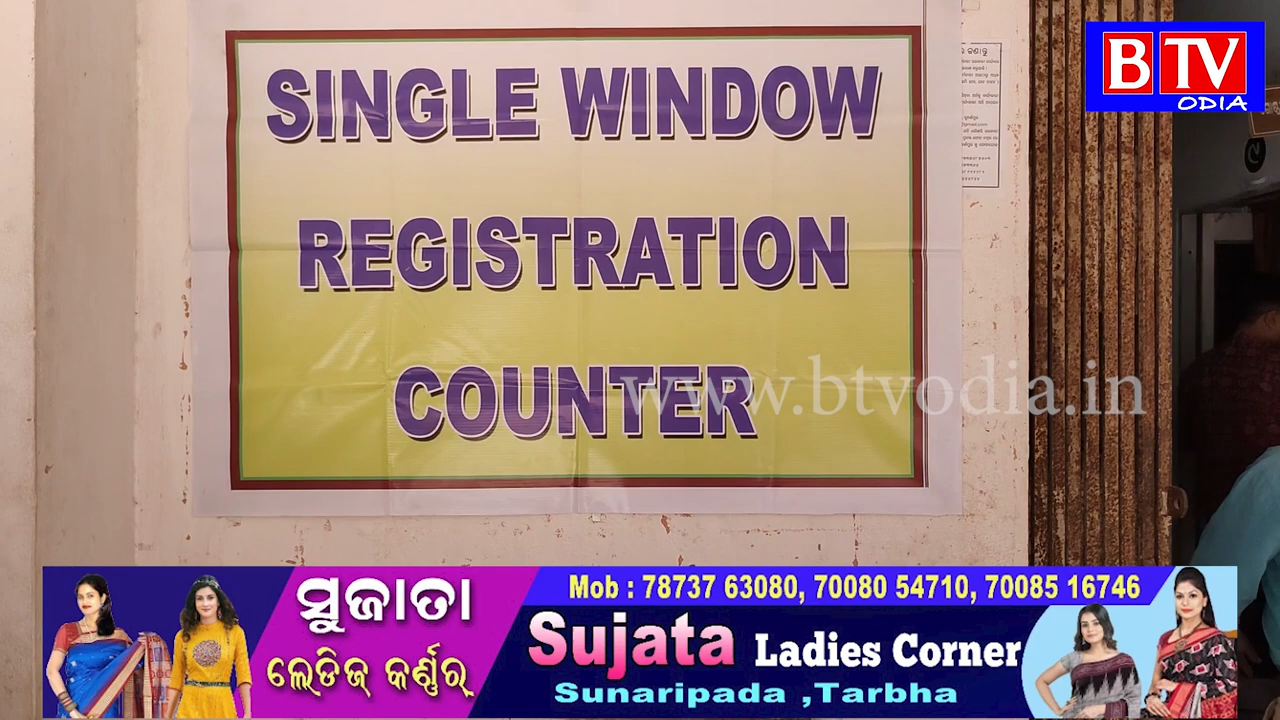 SINGLE WINDOW
REGISTRATION
COUNTER
BTV
ODIA
www.btvodia.in
ସୁଜାତା
ଲେଡିଜ୍ କର୍ଣ୍ଣର୍
Mob : 78737 63080, 70080 54710, 70085 16746
Sujata Ladies Corner
Sunaripada ,Tarbha